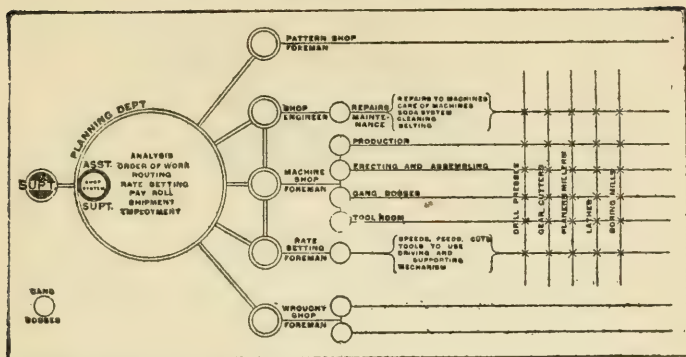 PATTERN SHOP
FOREMAN
PLANNING DEPT
SUPT.
ASST.
SHOP
SYSTEM
SUPT.
ANALYSIS
ORDER OF WORK
ROUTING
RATE SETTING
PAY ROLL
SHIPMENT
EMPLOYMENT
SHOP
ENGINEER
REPAIRS
MAINTE-
NANCE
REPAIRS TO MACHINES
CARE OF MACHINES
SODA SYSTEM
CLEANING
BELTING
MACHINE
SHOP
FOREMAN
PRODUCTION
ERECTING AND ASSEMBLING
GANG BOSSES
TOOL ROOM
RATE
SETTING
FOREMAN
SPEEDS, FEEDS, CUTS
TOOLS TO USE
DRIVING AND
SUPPORTING
MECHANISM
DRILL PRESSES
GEAR CUTTERS
PLANERS MILLERS
LATHES
BORING MILLS
WROUGHT
SHOP
FOREMAN
GANG
BOSSES